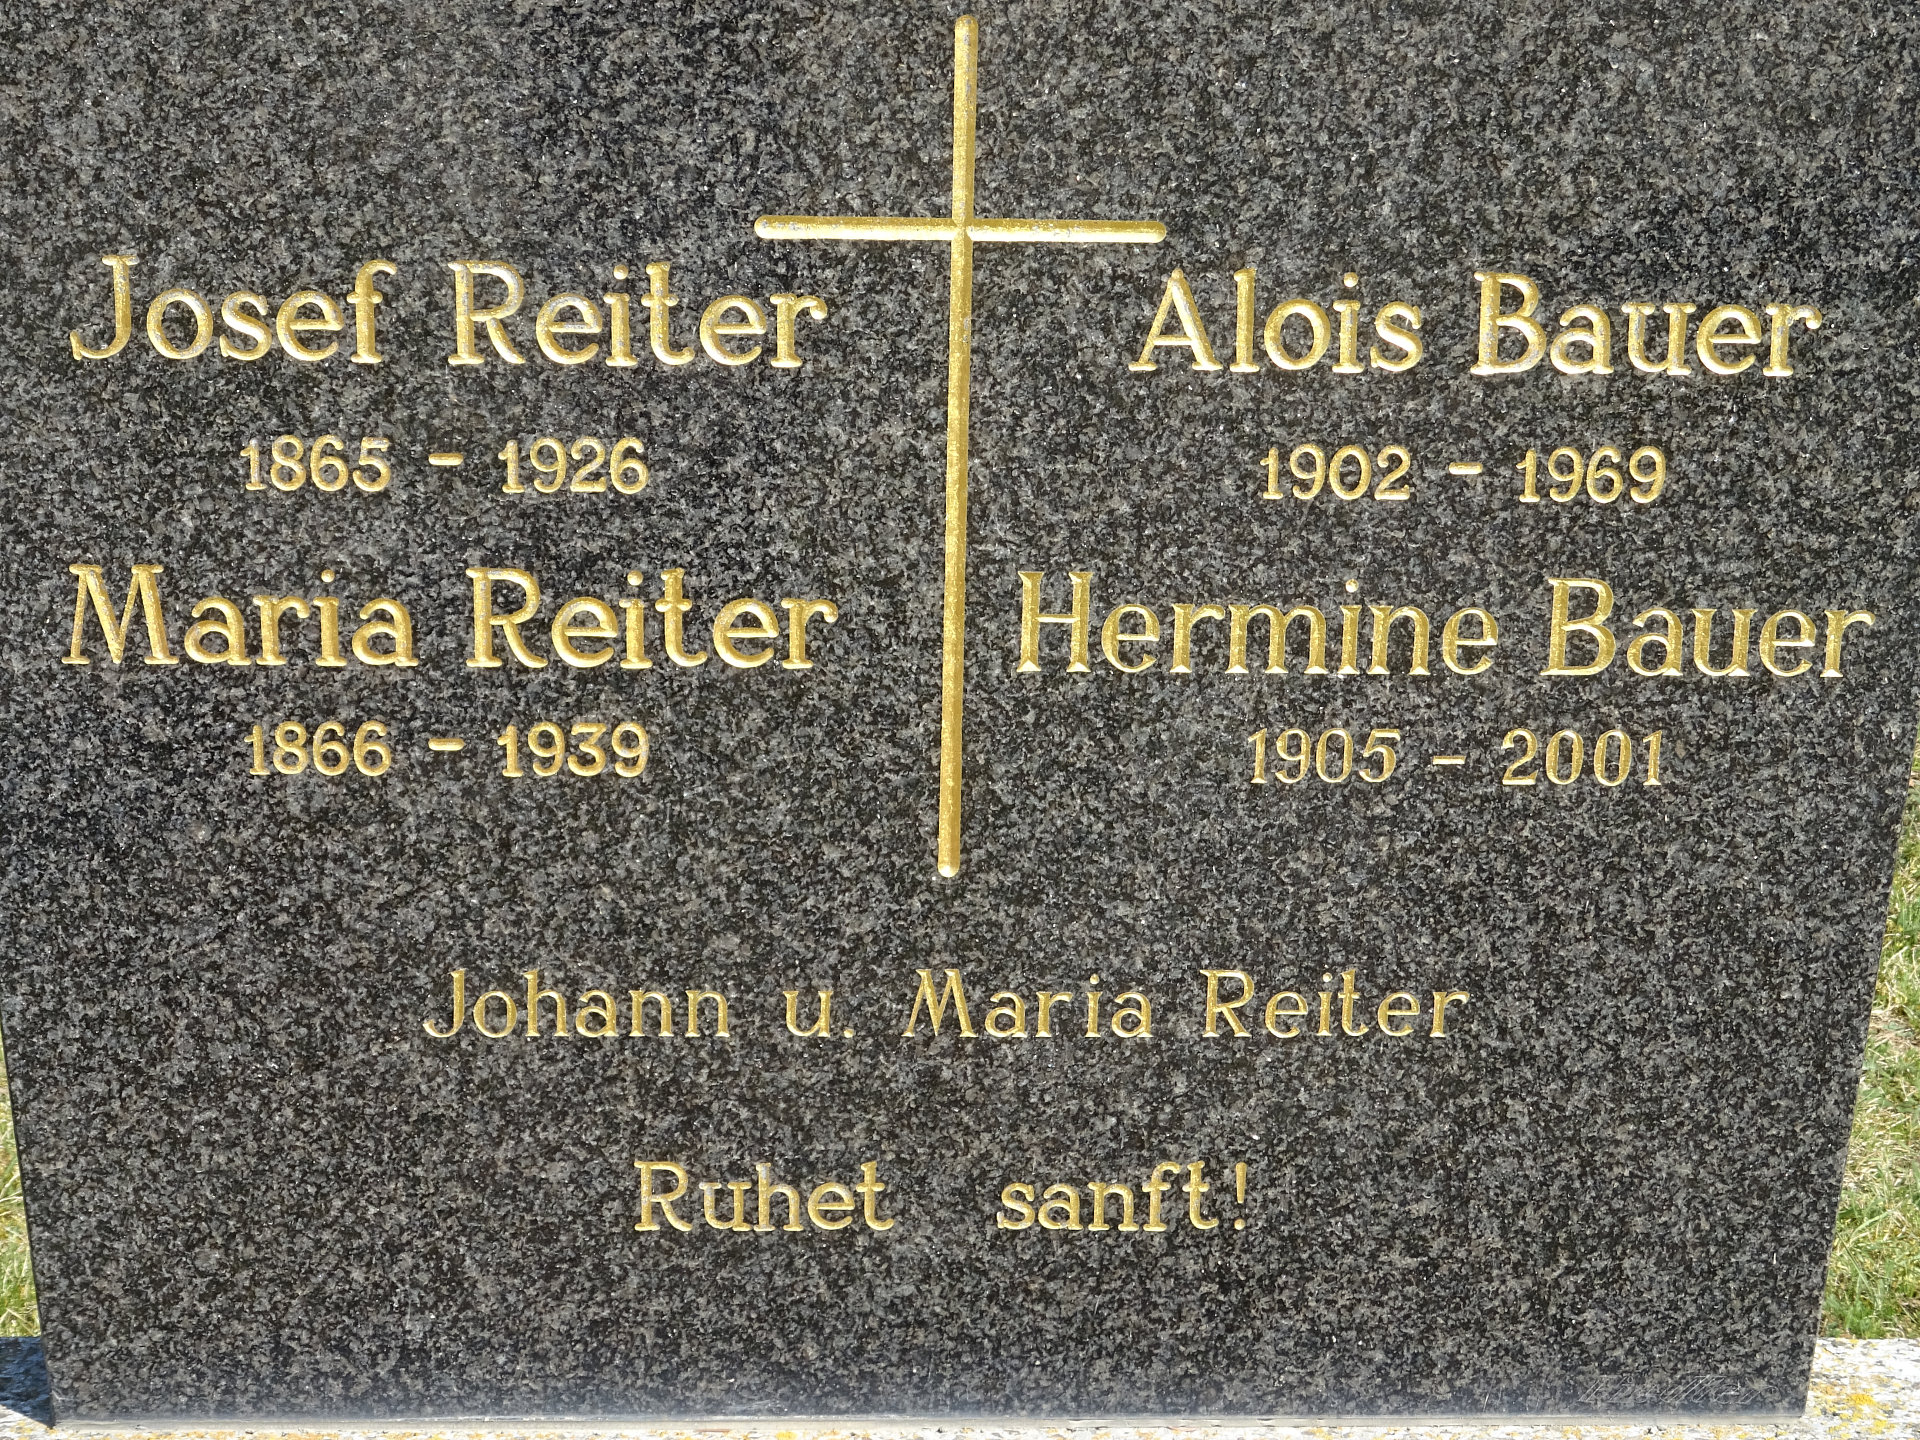 Josef Reiter
1865 - 1926
Maria Reiter
1866 - 1939
Alois Bauer
1902 - 1969
Hermine Bauer
1905 - 2001
Johann u. Maria Reiter
Ruhet sanft!